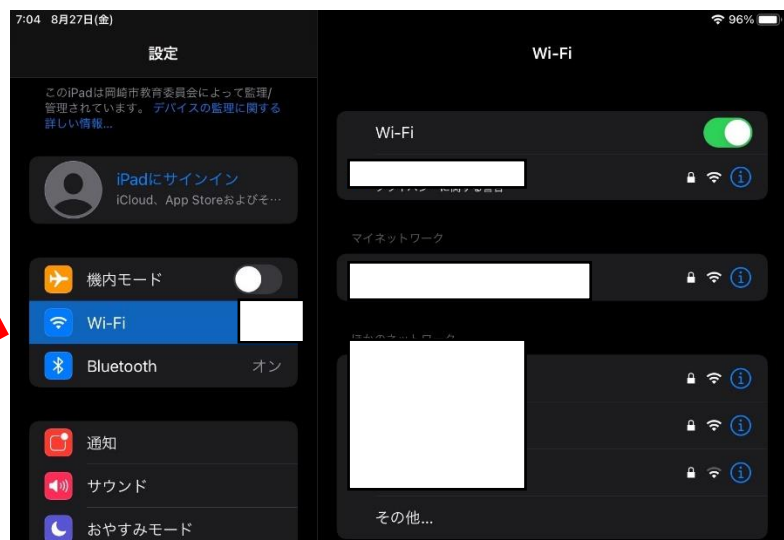 7:04 8月27日(金)
96%
設定
Wi-Fi
このiPadは岡崎市教育委員会によって監理/
管理されています。デバイスの監理に関する
詳しい情報...
iPadにサインイン
iCloud、App Storeおよびそ…
機内モード
Wi-Fi
Bluetooth オン
通知
サウンド
おやすみモード
Wi-Fi
マイネットワーク
その他...